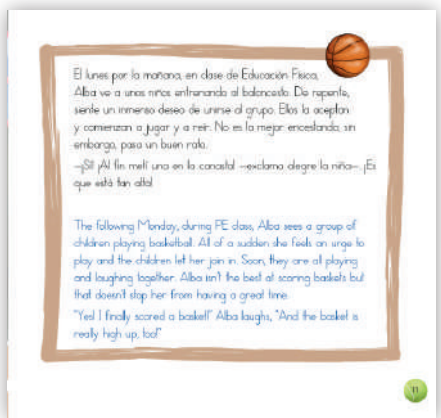 El lunes por la mañana, en clase de Educación Física,
Alba ve a unos niños entrenando al baloncesto. De repente,
siente un inmenso deseo de unirse al grupo. Ellos la aceptan
y comienzan a jugar y a reír. No es la mejor encestando, sin
embargo, pasa un buen rato.
—¡Sí! ¡Al fin metí una en la canasta! —exclama alegre la niña—. ¡Es
que está tan alta!
The following Monday, during PE class, Alba sees a group of
children playing basketball. All of a sudden she feels an urge to
play and the children let her join in. Soon, they are all playing
and laughing together. Alba isn't the best at scoring baskets but
that doesn't stop her from having a great time.
"Yes! I finally scored a basket!" Alba laughs, "And the basket is
really high up, too!"
11